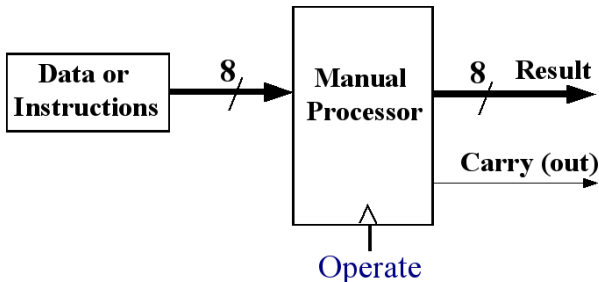 Data or
Instructions
8
Manual
Processor
8
Result
Carry (out)
Operate